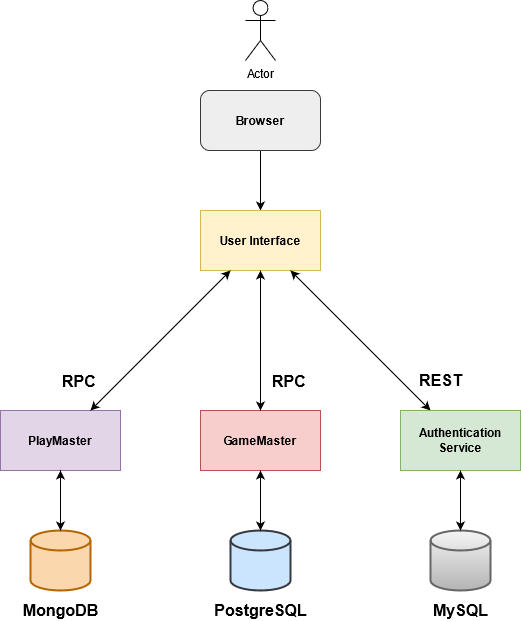 Actor
Browser
User Interface
RPC
RPC
REST
PlayMaster
GameMaster
Authentication
Service
MongoDB
PostgreSQL
MySQL